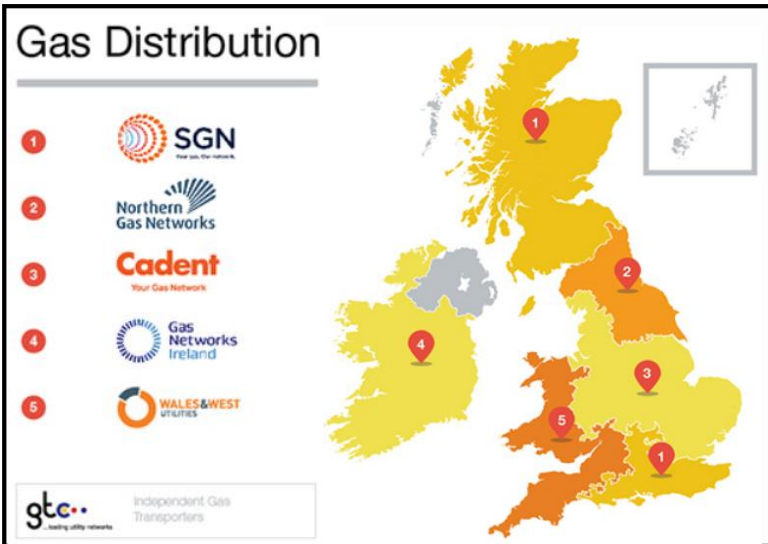 Gas Distribution
1
SGN
Your gas. Our network.
2
Northern
Gas Networks
3
Cadent
Your Gas Network
4
Gas
Networks
Ireland
5
WALES&WEST
UTILITIES
gtc
...leading utility networks
Independent Gas
Transporters
1
2
3
4
5
1